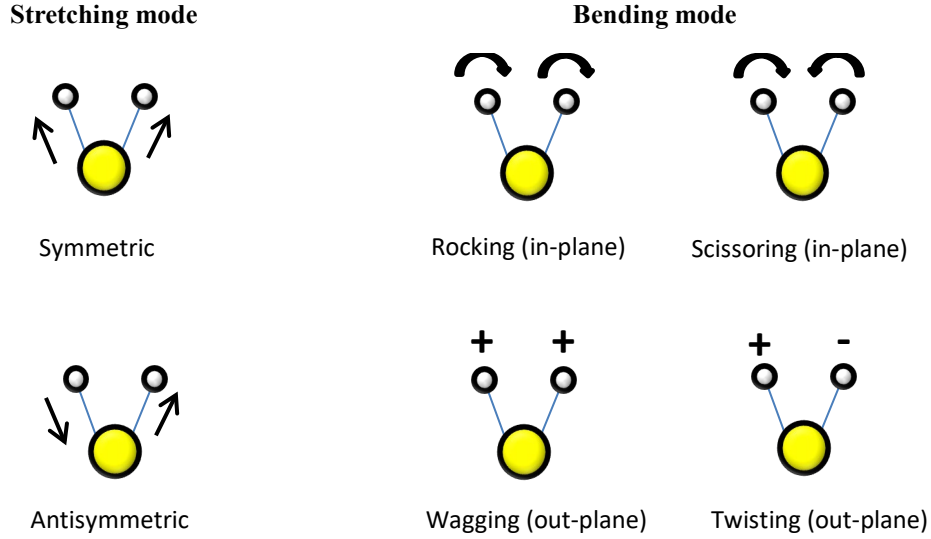 Stretching mode
Bending mode
Symmetric
Rocking (in-plane)
Scissoring (in-plane)
+ +
+ -
Antisymmetric
Wagging (out-plane)
Twisting (out-plane)